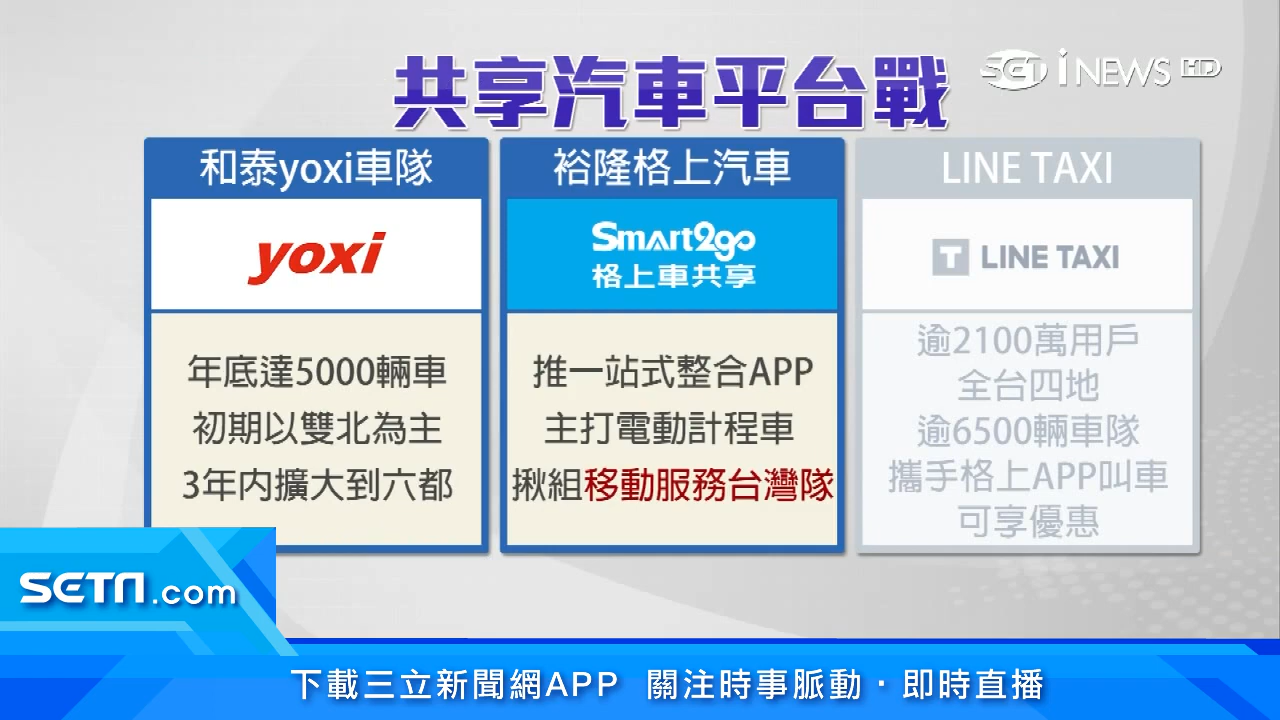 共享汽車平台戰
SET iNEWS HD
和泰yoxi車隊
yoxi
年底達5000輛車
初期以雙北為主
3年内擴大到六都
裕隆格上汽車
Smart2go
格上車共享
推一站式整合APP
主打電動計程車
揪組移動服務台灣隊
LINE TAXI
T LINE TAXI
逾2100萬用戶
全台四地
逾6500輛車隊
攜手格上APP叫車
可享優惠
SETN.com
下載三立新聞網APP 關注時事脈動·即時直播